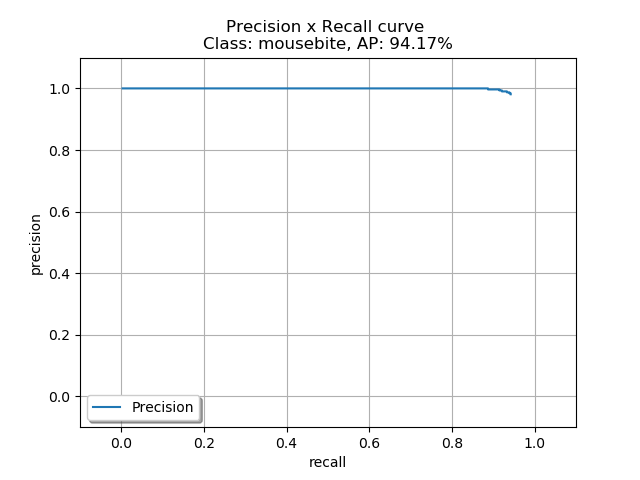 Precision x Recall curve
Class: mousebite, AP: 94.17%
1.0
0.8
0.6
0.4
0.2
0.0
precision
Precision
0.0 0.2 0.4 0.6 0.8 1.0
recall